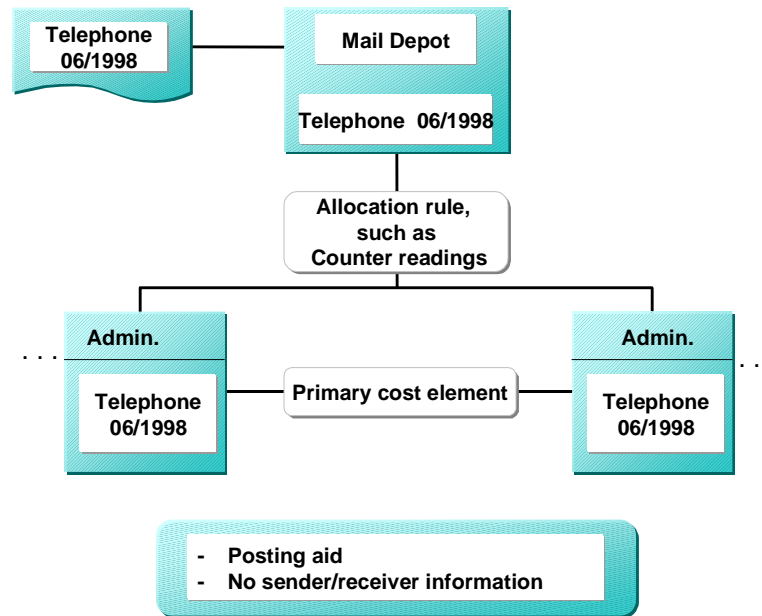 Telephone
06/1998
Mail Depot
Telephone 06/1998
Allocation rule,
such as
Counter readings
. . .
Admin.
Telephone
06/1998
Primary cost element
Admin.
. .
Telephone
06/1998
- Posting aid
- No sender/receiver information